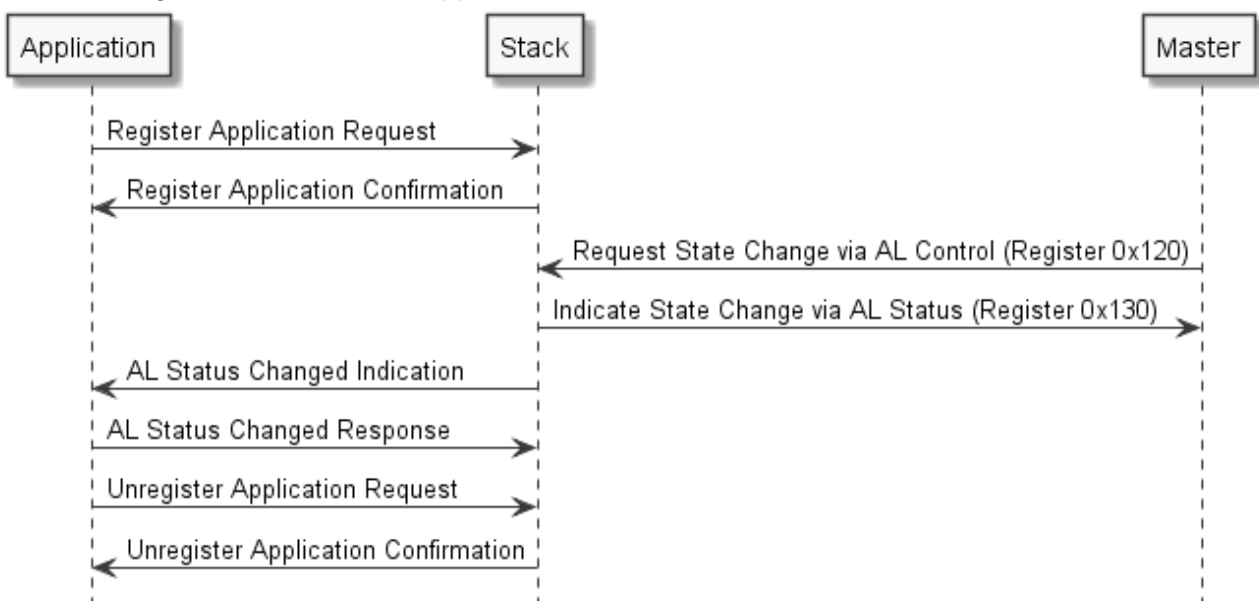 Application
Stack
Master
Register Application Request
Register Application Confirmation
Request State Change via AL Control (Register 0x120)
Indicate State Change via AL Status (Register 0x130)
AL Status Changed Indication
AL Status Changed Response
Unregister Application Request
Unregister Application Confirmation